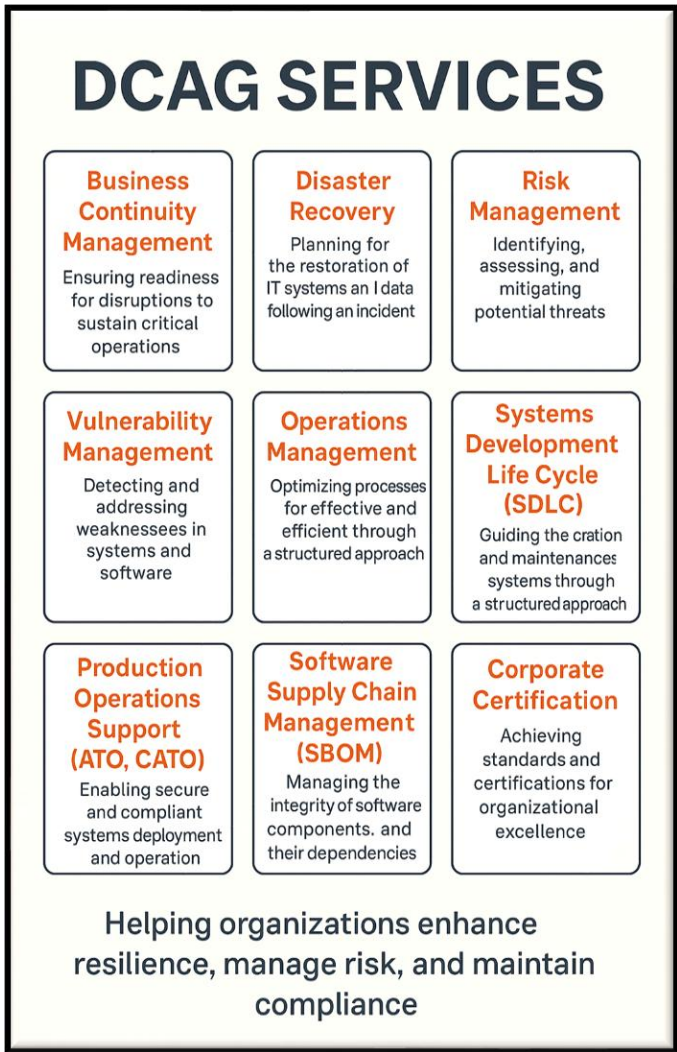 DCAG SERVICES
Business
Continuity
Management
Ensuring readiness
for disruptions to
sustain critical
operations
Disaster
Recovery
Planning for
the restoration of
IT systems an l data
following an incident
Risk
Management
Identifying,
assessing, and
mitigating
potential threats
Vulnerability
Management
Detecting and
addressing
weaknessees in
systems and
software
Operations
Management
Optimizing processes
for effective and
efficient through
a structured approach
Systems
Development
Life Cycle
(SDLC)
Guiding the cration
and maintenances
systems through
a structured approach
Production
Operations
Support
(ATO, CATO)
Enabling secure
and compliant
systems deployment
and operation
Software
Supply Chain
Management
(SBOM)
Managing the
integrity of software
components. and
their dependencies
Corporate
Certification
Achieving
standards and
certifications for
organizational
excellence
Helping organizations enhance
resilience, manage risk, and maintain
compliance